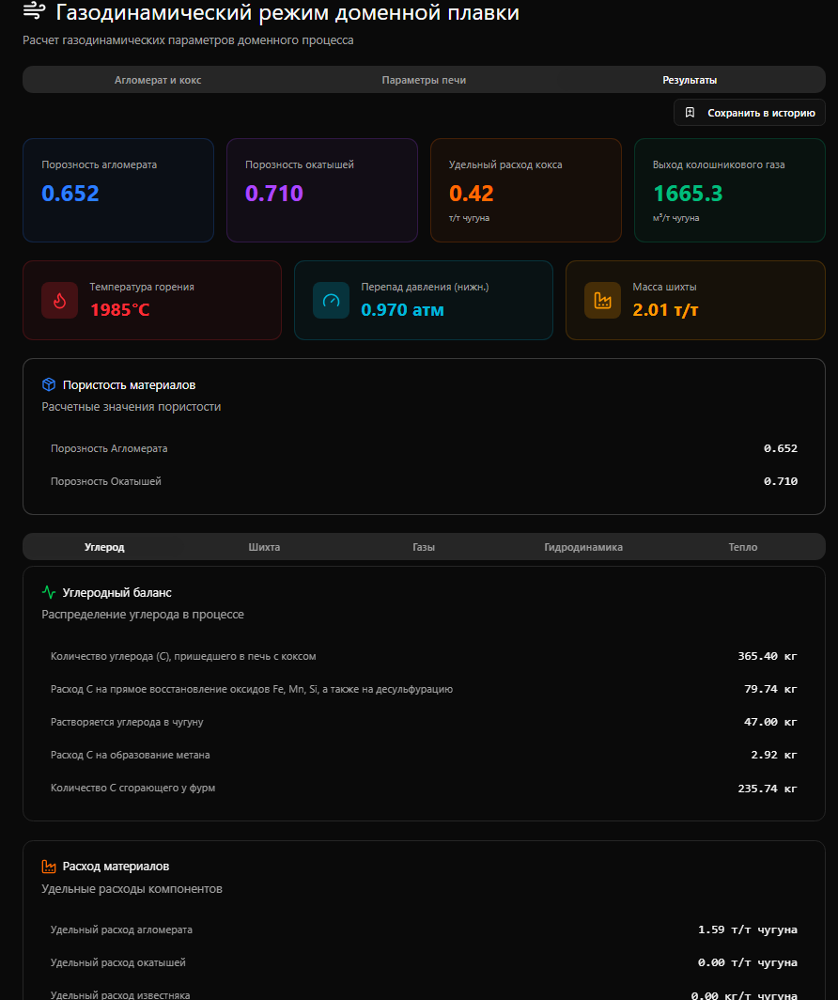 Газодинамический режим доменной плавки
Расчет газодинамических параметров доменного процесса
Агломерат и кокс Параметры печи Результаты
Сохранить в историю
Порозность агломерата Порозность окатышей Удельный расход кокса Выход колошникового газа
0.652 0.710 0.42 1665.3
т/т чугуна м³/т чугуна
Температура горения Перепад давления (нижн.) Масса шихты
1985°C 0.970 атм 2.01 т/т
Пористость материалов
Расчетные значения пористости
Порозность Агломерата 0.652
Порозность Окатышей 0.710
Углерод Шихта Газы Гидродинамика Тепло
Углеродный баланс
Распределение углерода в процессе
Количество углерода (C), пришедшего в печь с коксом 365.40 кг
Расход С на прямое восстановление оксидов Fe, Mn, Si, а также на десульфурацию 79.74 кг
Растворяется углерода в чугуну 47.00 кг
Расход С на образование метана 2.92 кг
Количество С сгорающего у фурм 235.74 кг
Расход материалов
Удельные расходы компонентов
Удельный расход агломерата 1.59 т/т чугуна
Удельный расход окатышей 0.00 т/т чугуна
Удельный расход известняка 0.00 кг/т чугуна